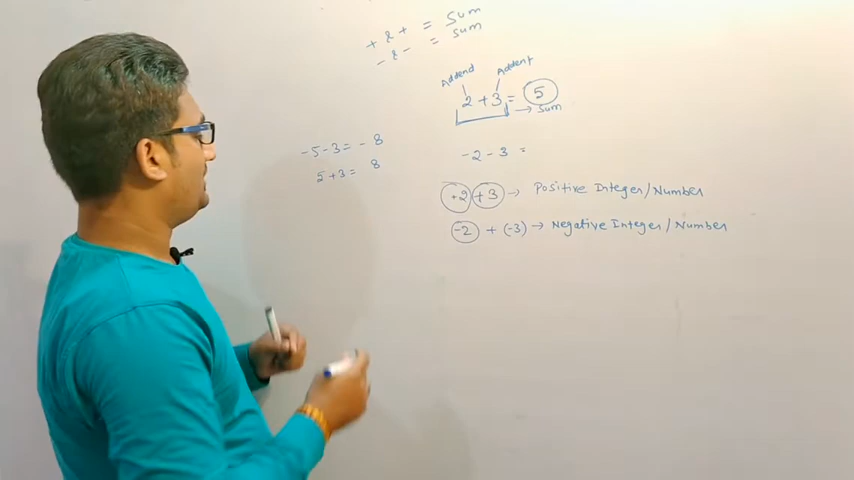 + & + = Sum
- & - = Sum
Addend Addent
2 + 3 = 5
→ Sum
-5-3 = -8
5+3 = 8
-2-3 =
+2 +3 → Positive Integer/Number
-2 + (-3) → Negative Integer/Number